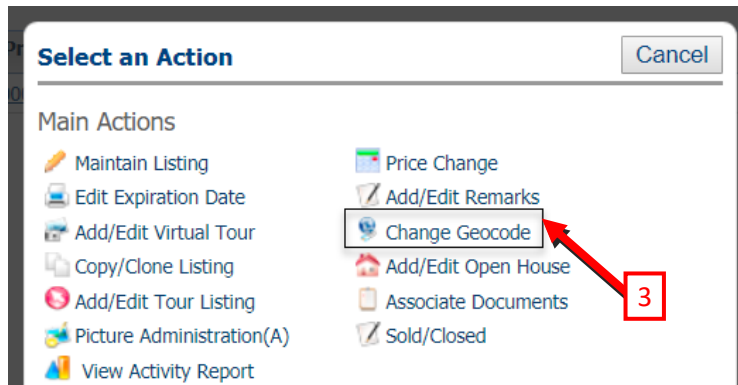 Select an Action
Cancel
Main Actions
Maintain Listing
Price Change
Edit Expiration Date
Add/Edit Remarks
Add/Edit Virtual Tour
Change Geocode
Copy/Clone Listing
Add/Edit Open House
Add/Edit Tour Listing
Associate Documents
3
Picture Administration(A)
Sold/Closed
View Activity Report